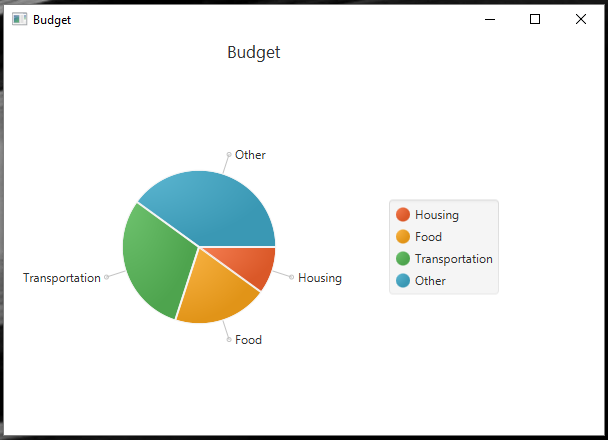 Budget
Budget
Other
Transportation
Housing
Food
Housing
Food
Transportation
Other